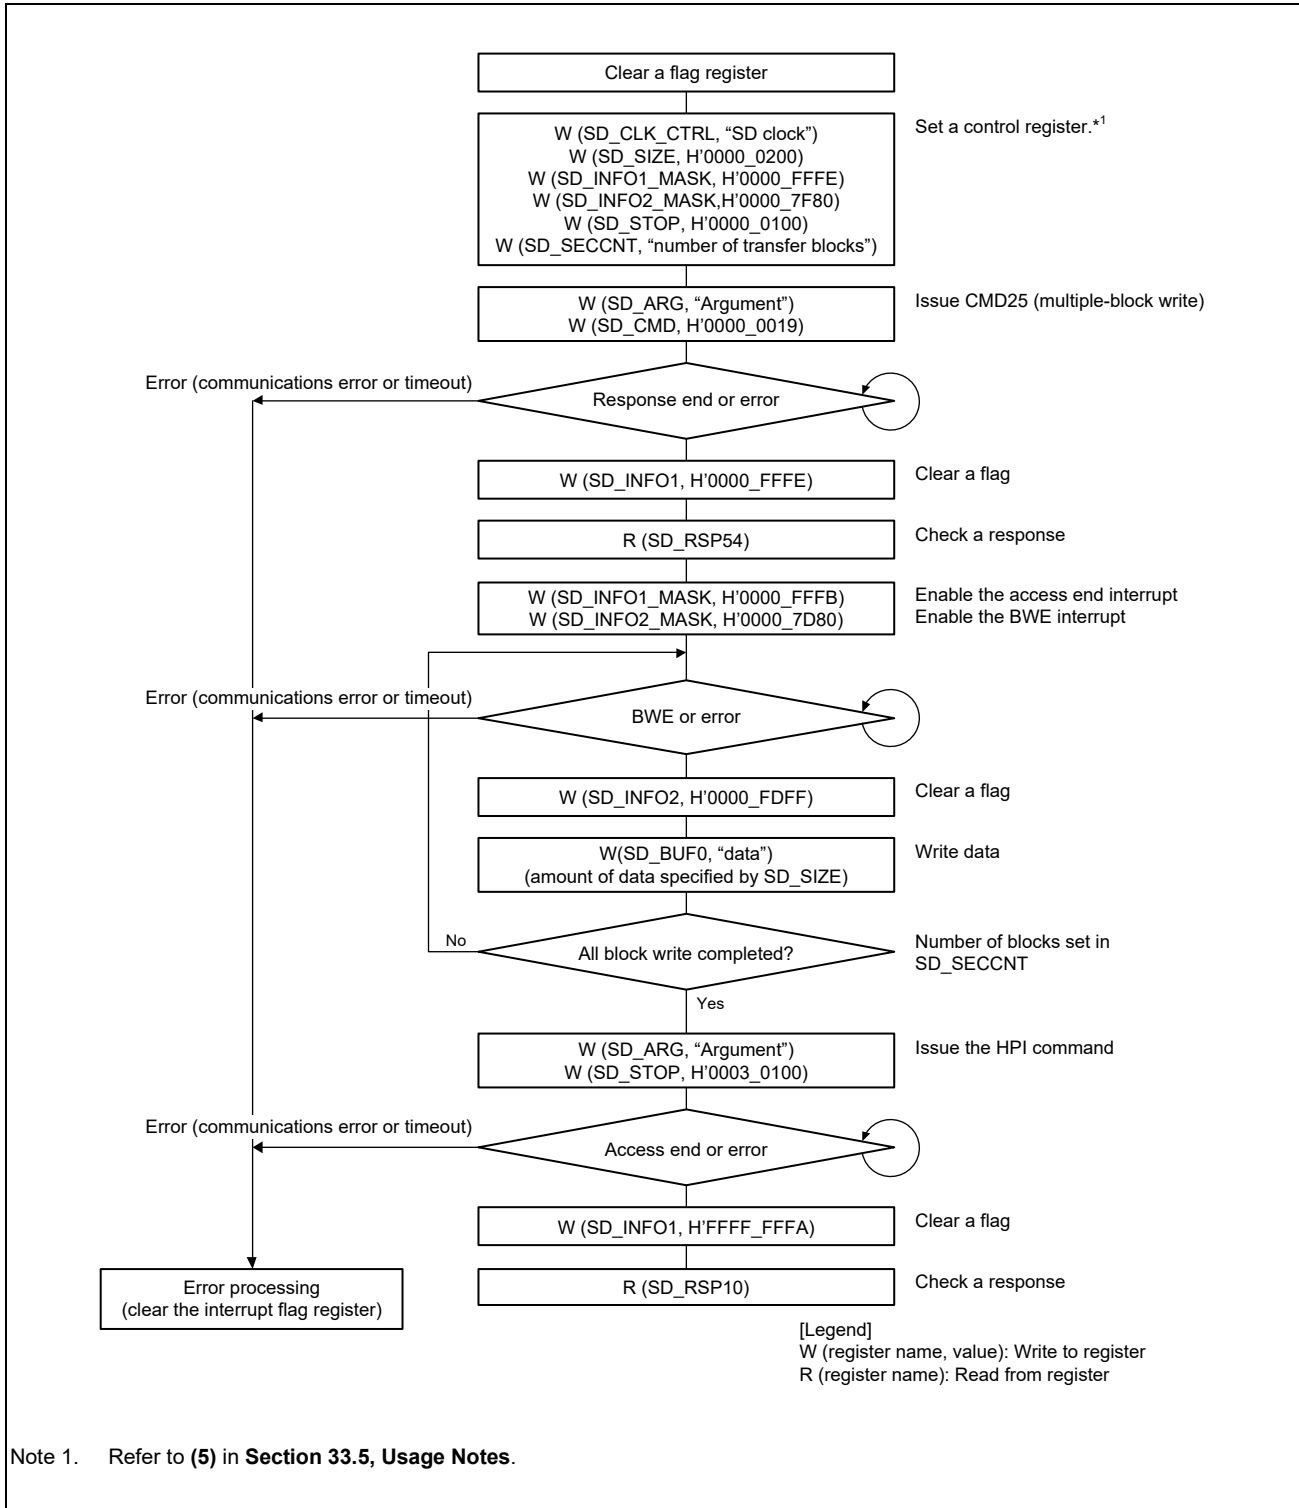 Clear a flag register
W (SD_CLK_CTRL, “SD clock”)
W (SD_SIZE, H'0000_0200)
W (SD_INFO1_MASK, H'0000_FFFE)
W (SD_INFO2_MASK,H'0000_7F80)
W (SD_STOP, H'0000_0100)
W (SD_SECCNT, “number of transfer blocks”)
Set a control register.*1
W (SD_ARG, “Argument”)
W (SD_CMD, H'0000_0019)
Issue CMD25 (multiple-block write)
Error (communications error or timeout)
Response end or error
W (SD_INFO1, H'0000_FFFE)
Clear a flag
R (SD_RSP54)
Check a response
W (SD_INFO1_MASK, H'0000_FFFB)
W (SD_INFO2_MASK, H'0000_7D80)
Enable the access end interrupt
Enable the BWE interrupt
Error (communications error or timeout)
BWE or error
W (SD_INFO2, H'0000_FDFF)
Clear a flag
W(SD_BUF0, “data”)
(amount of data specified by SD_SIZE)
Write data
No
All block write completed?
Number of blocks set in
SD_SECCNT
Yes
W (SD_ARG, “Argument”)
W (SD_STOP, H'0003_0100)
Issue the HPI command
Error (communications error or timeout)
Access end or error
W (SD_INFO1, H'FFFF_FFFA)
Clear a flag
Error processing
(clear the interrupt flag register)
R (SD_RSP10)
Check a response
[Legend]
W (register name, value): Write to register
R (register name): Read from register
Note 1. Refer to (5) in Section 33.5, Usage Notes.